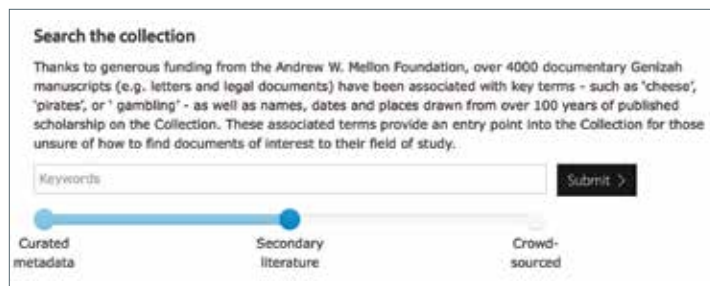 Search the collection
Thanks to generous funding from the Andrew W. Mellon Foundation, over 4000 documentary Genizah
manuscripts (e.g. letters and legal documents) have been associated with key terms - such as 'cheese',
'pirates', or ' gambling' - as well as names, dates and places drawn from over 100 years of published
scholarship on the Collection. These associated terms provide an entry point into the Collection for those
unsure of how to find documents of interest to their field of study.
Keywords
Submit >
Curated
metadata
Secondary
literature
Crowd-
sourced